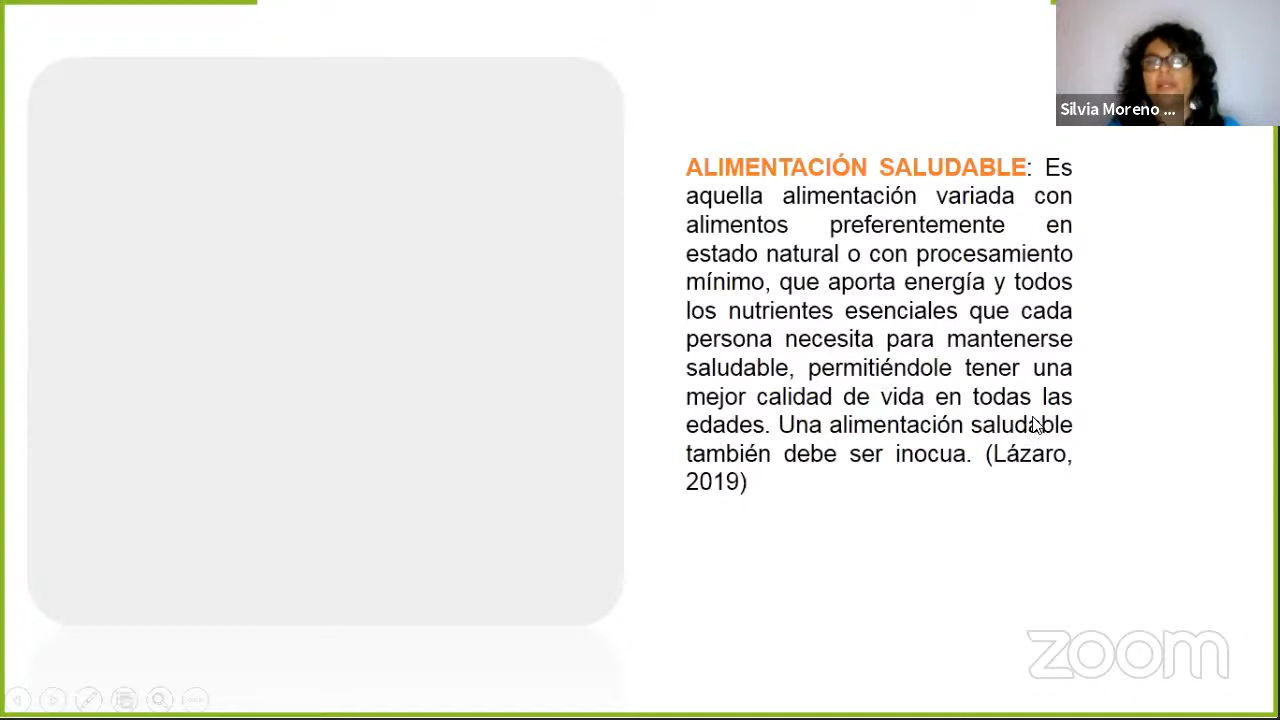 Silvia Moreno ...
ALIMENTACIÓN SALUDABLE: Es
aquella alimentación variada con
alimentos preferentemente en
estado natural o con procesamiento
mínimo, que aporta energía y todos
los nutrientes esenciales que cada
persona necesita para mantenerse
saludable, permitiéndole tener una
mejor calidad de vida en todas las
edades. Una alimentación saludable
también debe ser inocua. (Lázaro,
2019)
zoom